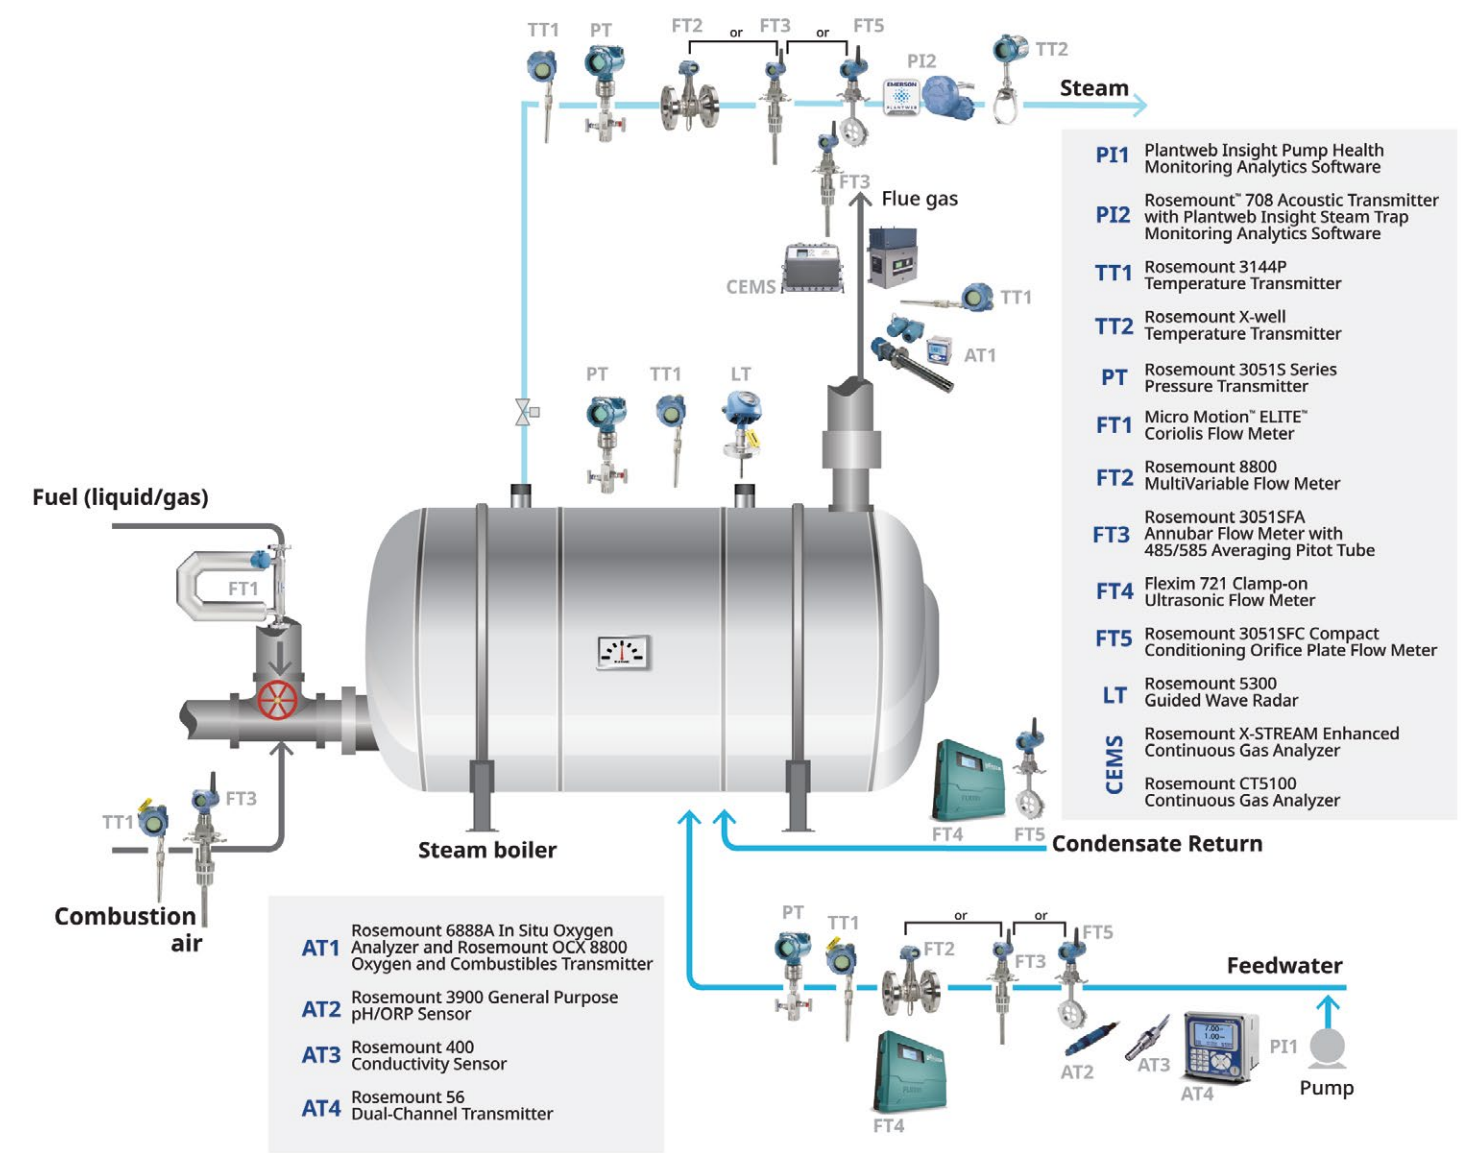 TT1
PT
FT2
or
FT3
or
FT5
PI2
TT2
EMERSON
PLANTWEB
Steam
FT3
Flue gas
CEMS
TT1
AT1
PT
TT1
LT
Fuel (liquid/gas)
FT1
TT1
FT3
Combustion
air
Steam boiler
FT4
FT5
Condensate Return
PT
TT1
FT2
or
FT3
or
FT5
Feedwater
FT4
AT2
AT3
AT4
7.00
1.00
PI1
Pump
PI1
Plantweb Insight Pump Health
Monitoring Analytics Software
PI2
Rosemount™ 708 Acoustic Transmitter
with Plantweb Insight Steam Trap
Monitoring Analytics Software
TT1
Rosemount 3144P
Temperature Transmitter
TT2
Rosemount X-well
Temperature Transmitter
PT
Rosemount 3051S Series
Pressure Transmitter
FT1
Micro Motion™ ELITE™
Coriolis Flow Meter
FT2
Rosemount 8800
MultiVariable Flow Meter
FT3
Rosemount 3051SFA
Annubar Flow Meter with
485/585 Averaging Pitot Tube
FT4
Flexim 721 Clamp-on
Ultrasonic Flow Meter
FT5
Rosemount 3051SFC Compact
Conditioning Orifice Plate Flow Meter
LT
Rosemount 5300
Guided Wave Radar
CEMS
Rosemount X-STREAM Enhanced
Continuous Gas Analyzer
Rosemount CT5100
Continuous Gas Analyzer
AT1
Rosemount 6888A In Situ Oxygen
Analyzer and Rosemount OCX 8800
Oxygen and Combustibles Transmitter
AT2
Rosemount 3900 General Purpose
pH/ORP Sensor
AT3
Rosemount 400
Conductivity Sensor
AT4
Rosemount 56
Dual-Channel Transmitter